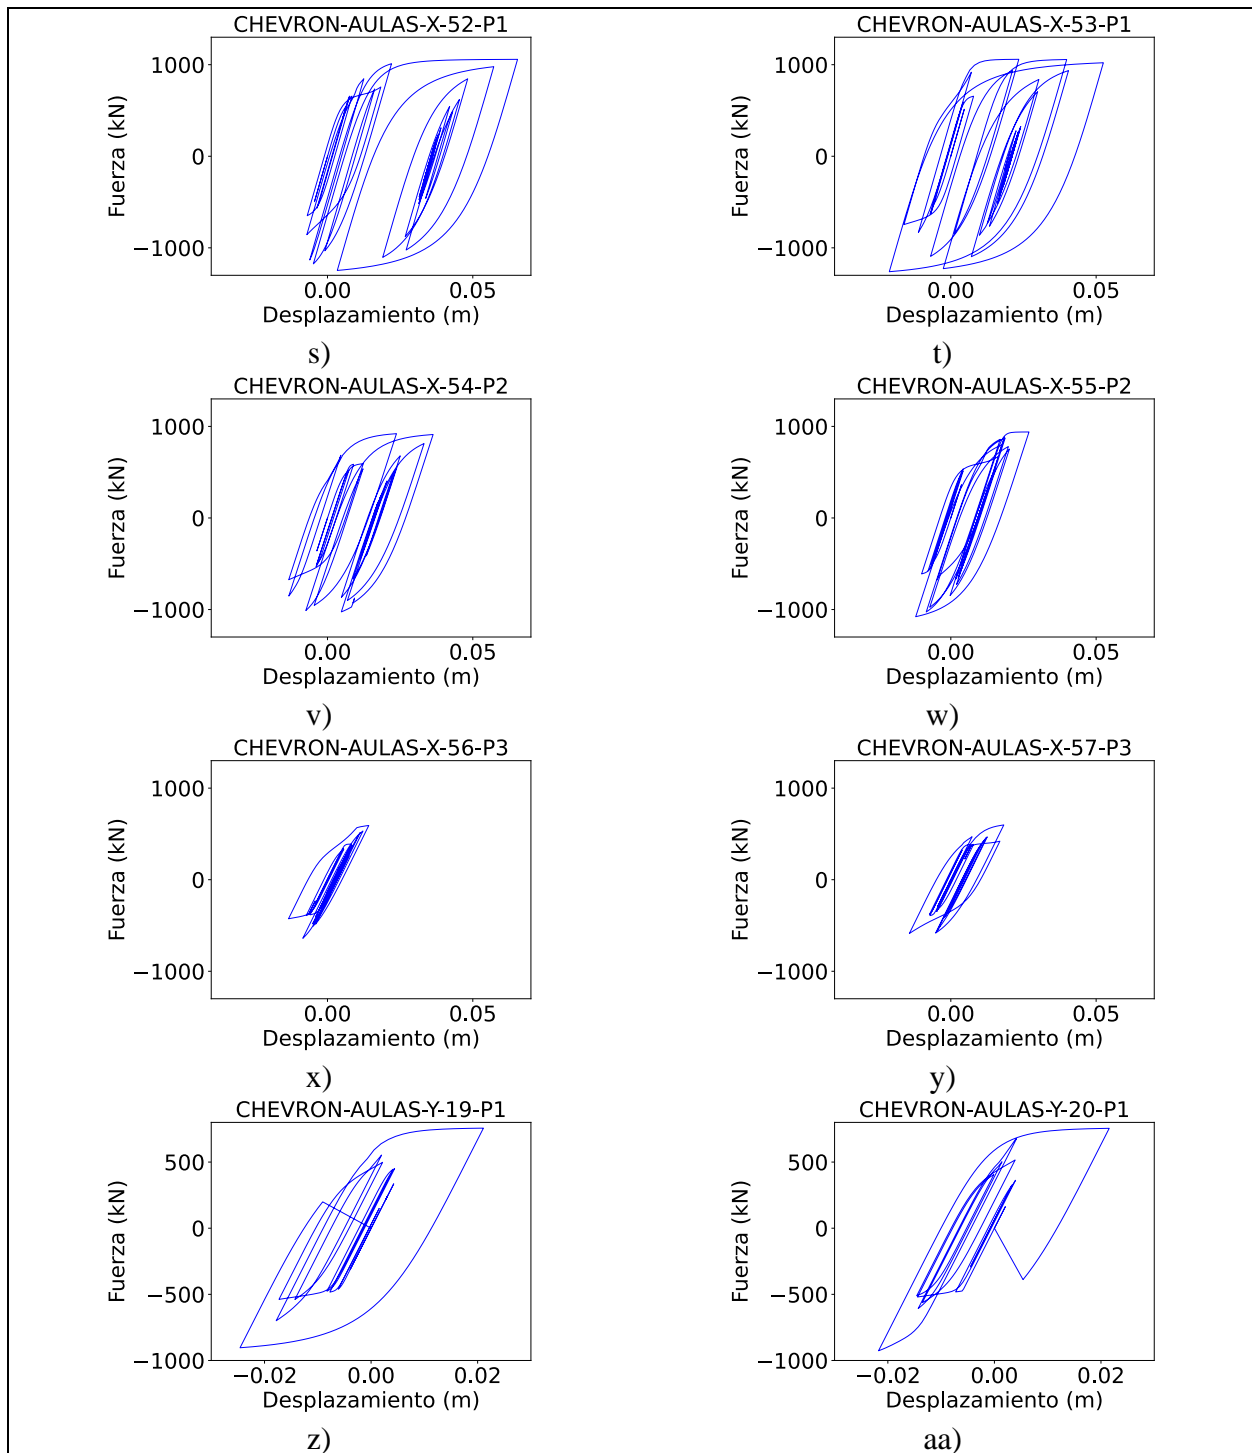 CHEVRON-AULAS-X-52-P1
1000
0
−1000
Fuerza (kN)
0.00 0.05
Desplazamiento (m)
s)
CHEVRON-AULAS-X-53-P1
1000
0
−1000
Fuerza (kN)
0.00 0.05
Desplazamiento (m)
t)
CHEVRON-AULAS-X-54-P2
1000
0
−1000
Fuerza (kN)
0.00 0.05
Desplazamiento (m)
v)
CHEVRON-AULAS-X-55-P2
1000
0
−1000
Fuerza (kN)
0.00 0.05
Desplazamiento (m)
w)
CHEVRON-AULAS-X-56-P3
1000
0
−1000
Fuerza (kN)
0.00 0.05
Desplazamiento (m)
x)
CHEVRON-AULAS-X-57-P3
1000
0
−1000
Fuerza (kN)
0.00 0.05
Desplazamiento (m)
y)
CHEVRON-AULAS-Y-19-P1
500
0
−500
−1000
Fuerza (kN)
−0.02 0.00 0.02
Desplazamiento (m)
z)
CHEVRON-AULAS-Y-20-P1
500
0
−500
−1000
Fuerza (kN)
−0.02 0.00 0.02
Desplazamiento (m)
aa)